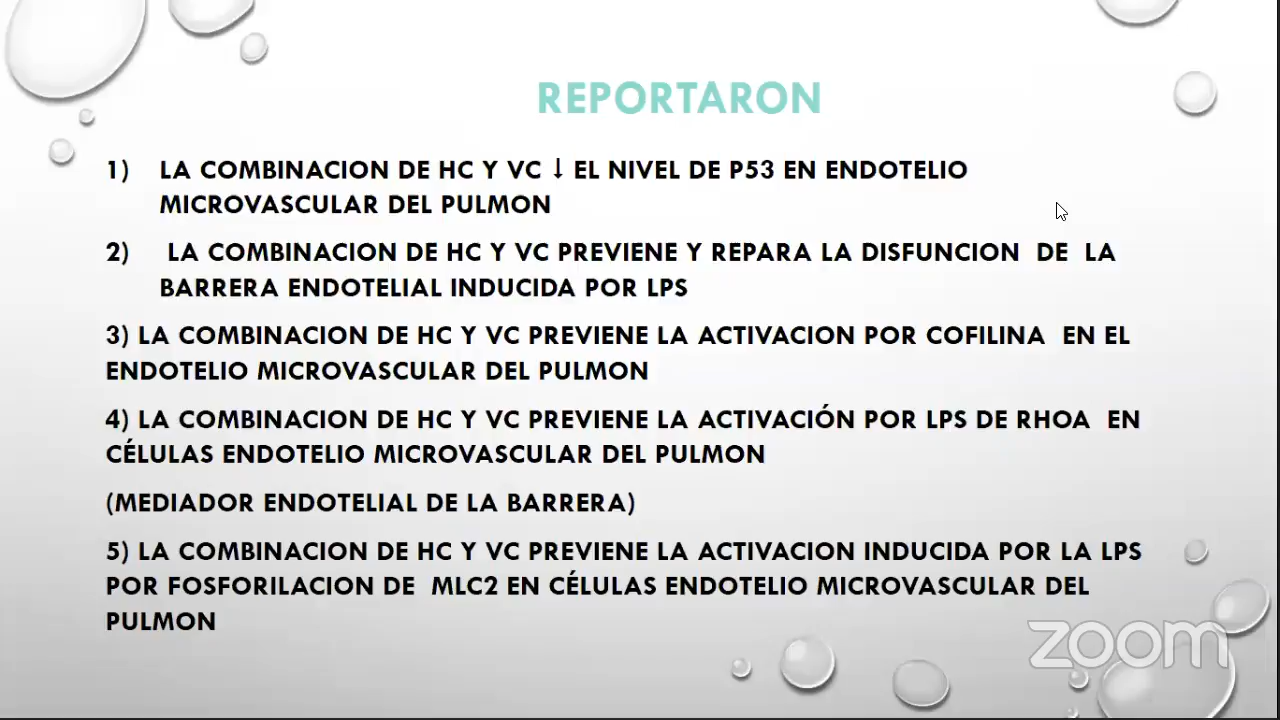 REPORTARON
1) LA COMBINACION DE HC Y VC ↓ EL NIVEL DE P53 EN ENDOTELIO
MICROVASCULAR DEL PULMON
2) LA COMBINACION DE HC Y VC PREVIENE Y REPARA LA DISFUNCION DE LA
BARRERA ENDOTELIAL INDUCIDA POR LPS
3) LA COMBINACION DE HC Y VC PREVIENE LA ACTIVACION POR COFILINA EN EL
ENDOTELIO MICROVASCULAR DEL PULMON
4) LA COMBINACION DE HC Y VC PREVIENE LA ACTIVACIÓN POR LPS DE RHOA EN
CÉLULAS ENDOTELIO MICROVASCULAR DEL PULMON
(MEDIADOR ENDOTELIAL DE LA BARRERA)
5) LA COMBINACION DE HC Y VC PREVIENE LA ACTIVACION INDUCIDA POR LA LPS
POR FOSFORILACION DE MLC2 EN CÉLULAS ENDOTELIO MICROVASCULAR DEL
PULMON
zoom